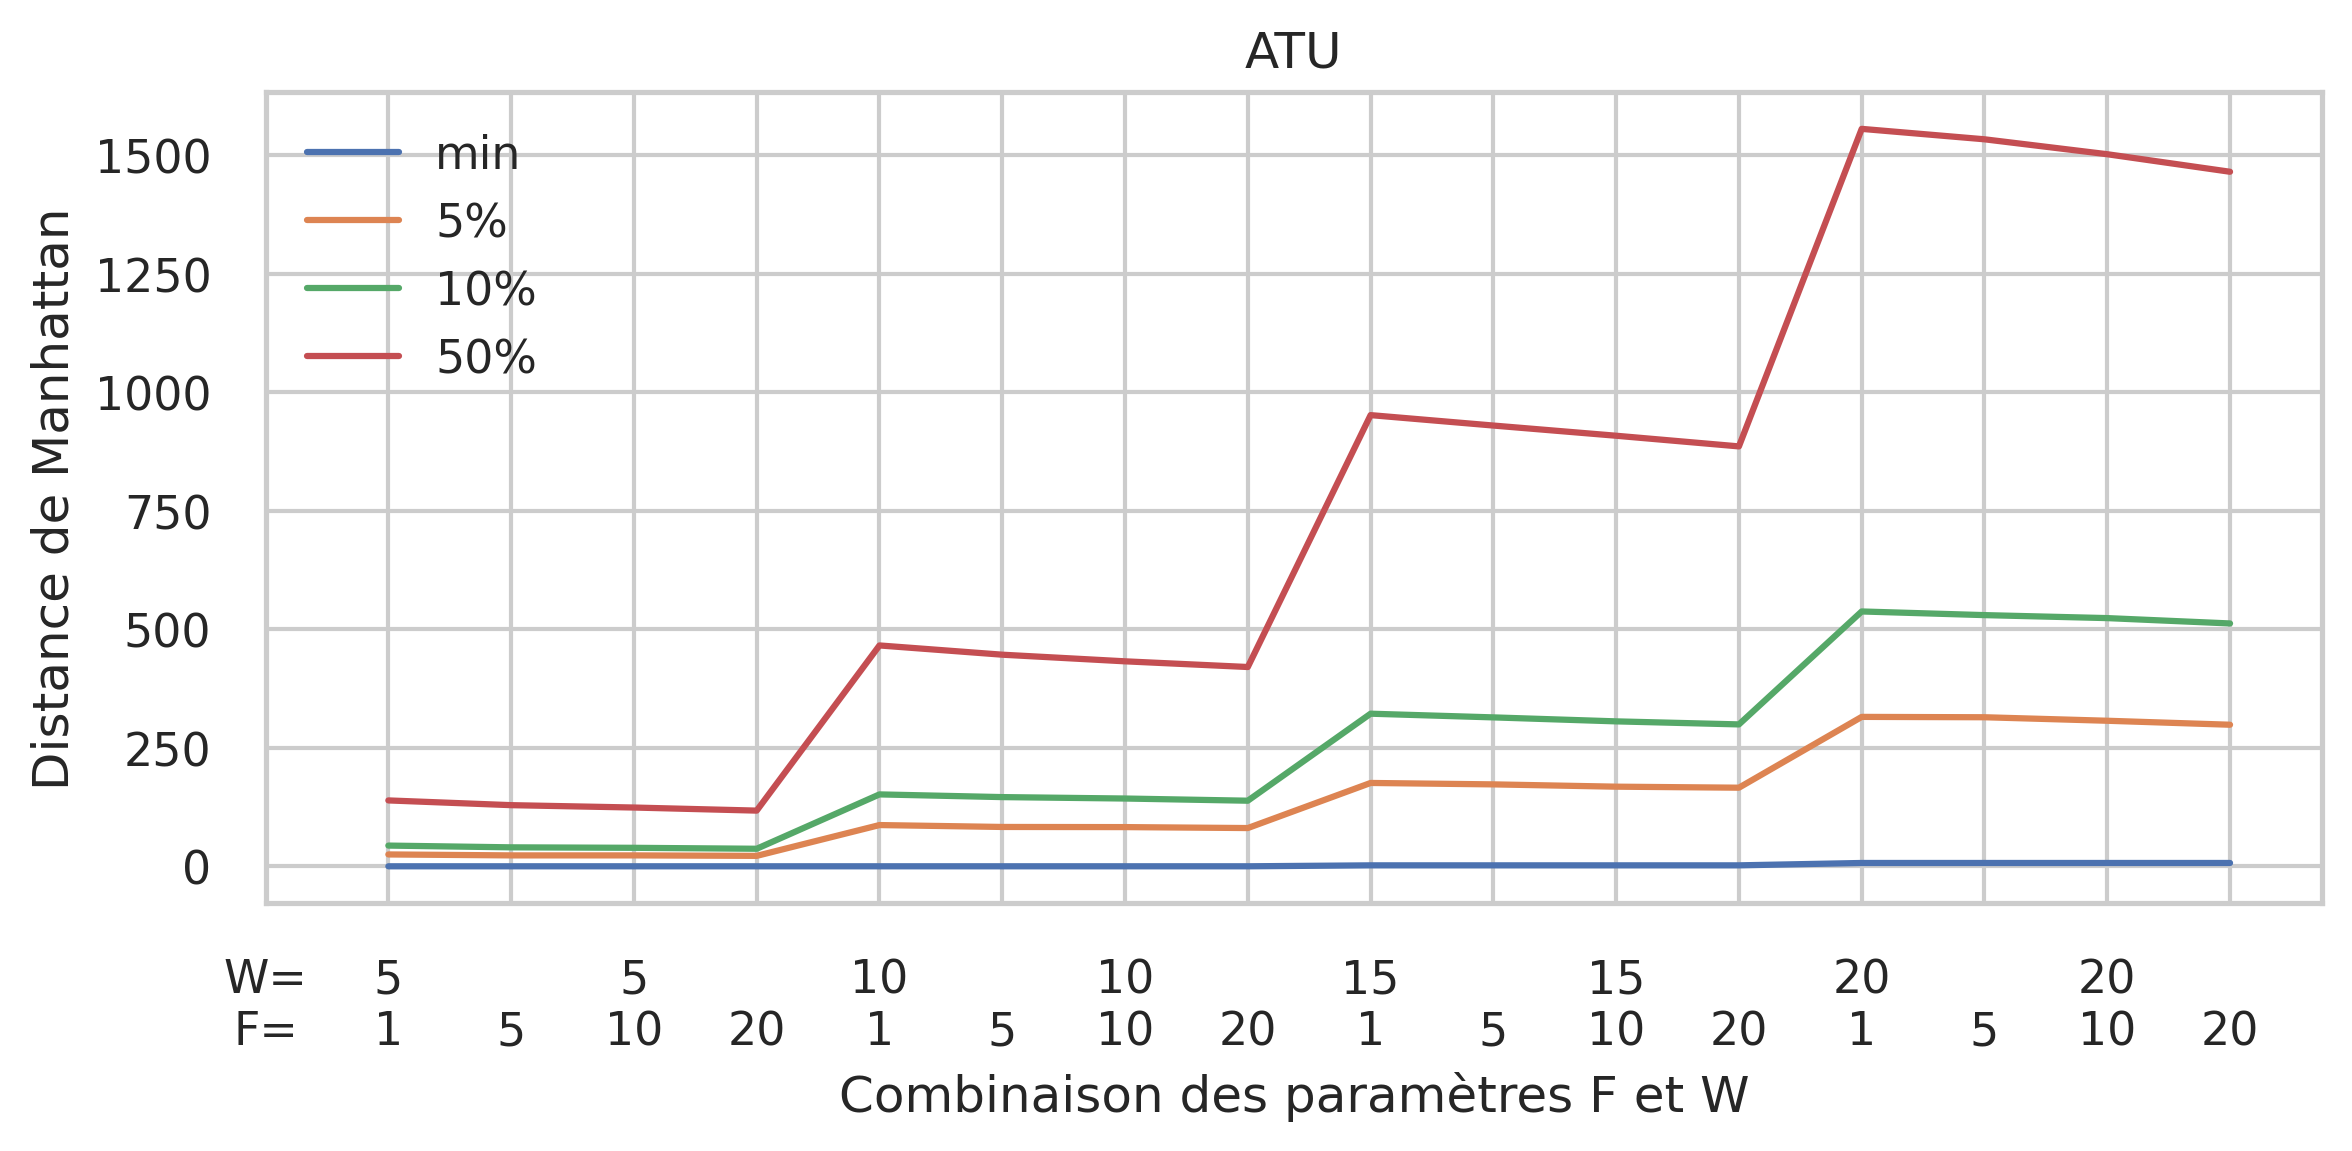 ATU
min
5%
10%
50%
Distance de Manhattan
1500
1250
1000
750
500
250
0
W= 5 5 10 10 15 15 20 20
F= 1 5 10 20 1 5 10 20 1 5 10 20 1 5 10 20
Combinaison des paramètres F et W